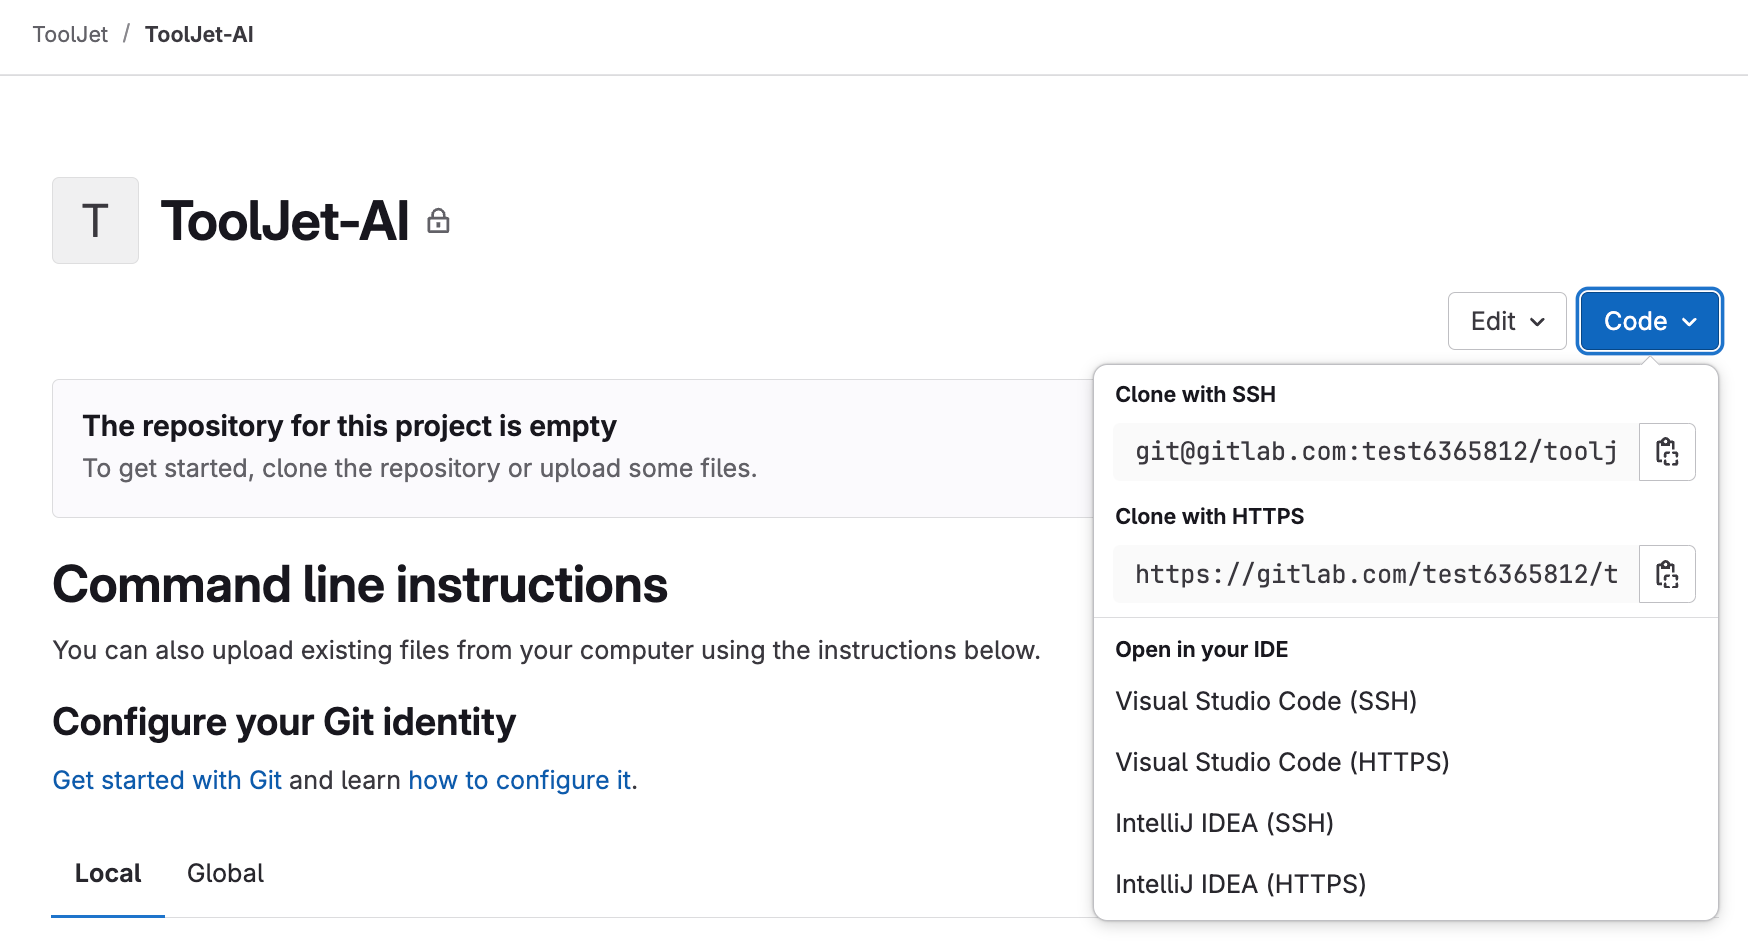 ToolJet / ToolJet-AI
T
ToolJet-AI
Edit
Code
The repository for this project is empty
To get started, clone the repository or upload some files.
Command line instructions
You can also upload existing files from your computer using the instructions below.
Configure your Git identity
Get started with Git and learn how to configure it.
Local Global
Clone with SSH
git@gitlab.com:test6365812/toolj
Clone with HTTPS
https://gitlab.com/test6365812/t
Open in your IDE
Visual Studio Code (SSH)
Visual Studio Code (HTTPS)
IntelliJ IDEA (SSH)
IntelliJ IDEA (HTTPS)